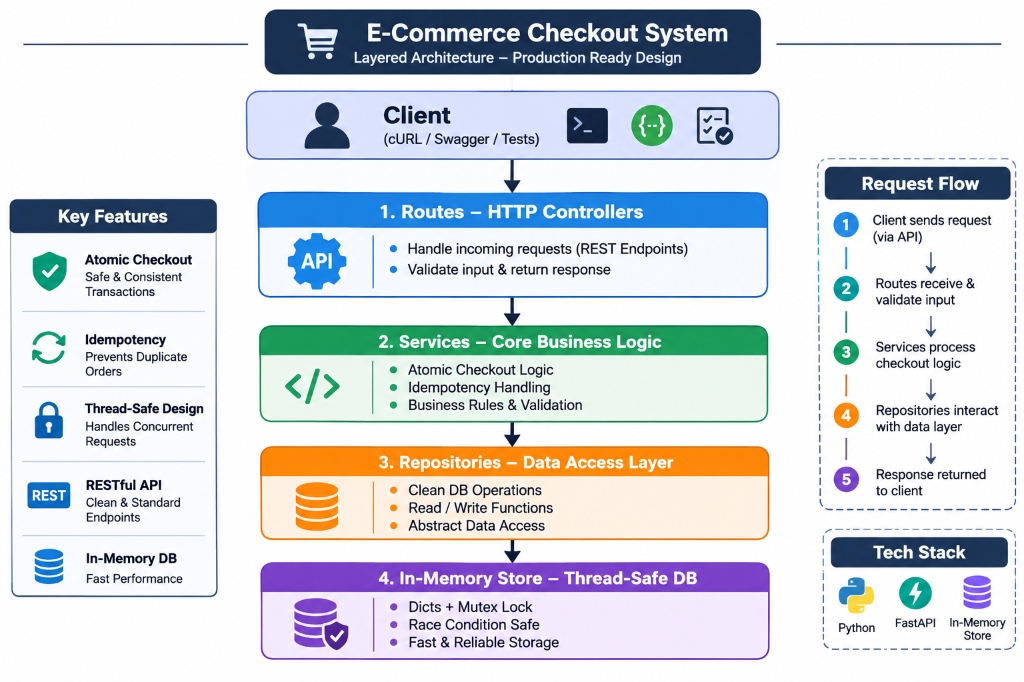 E-Commerce Checkout System
Layered Architecture – Production Ready Design
Client
(cURL / Swagger / Tests)
>_
{··}
1. Routes – HTTP Controllers
API
Handle incoming requests (REST Endpoints)
Validate input & return response
2. Services – Core Business Logic
</>
Atomic Checkout Logic
Idempotency Handling
Business Rules & Validation
3. Repositories – Data Access Layer
Clean DB Operations
Read / Write Functions
Abstract Data Access
4. In-Memory Store – Thread-Safe DB
Dicts + Mutex Lock
Race Condition Safe
Fast & Reliable Storage
Key Features
Atomic Checkout
Safe & Consistent
Transactions
Idempotency
Prevents Duplicate
Orders
Thread-Safe Design
Handles Concurrent
Requests
REST
RESTful API
Clean & Standard
Endpoints
In-Memory DB
Fast Performance
Request Flow
1
Client sends request
(via API)
2
Routes receive &
validate input
3
Services process
checkout logic
4
Repositories interact
with data layer
5
Response returned
to client
Tech Stack
Python
FastAPI
In-Memory
Store